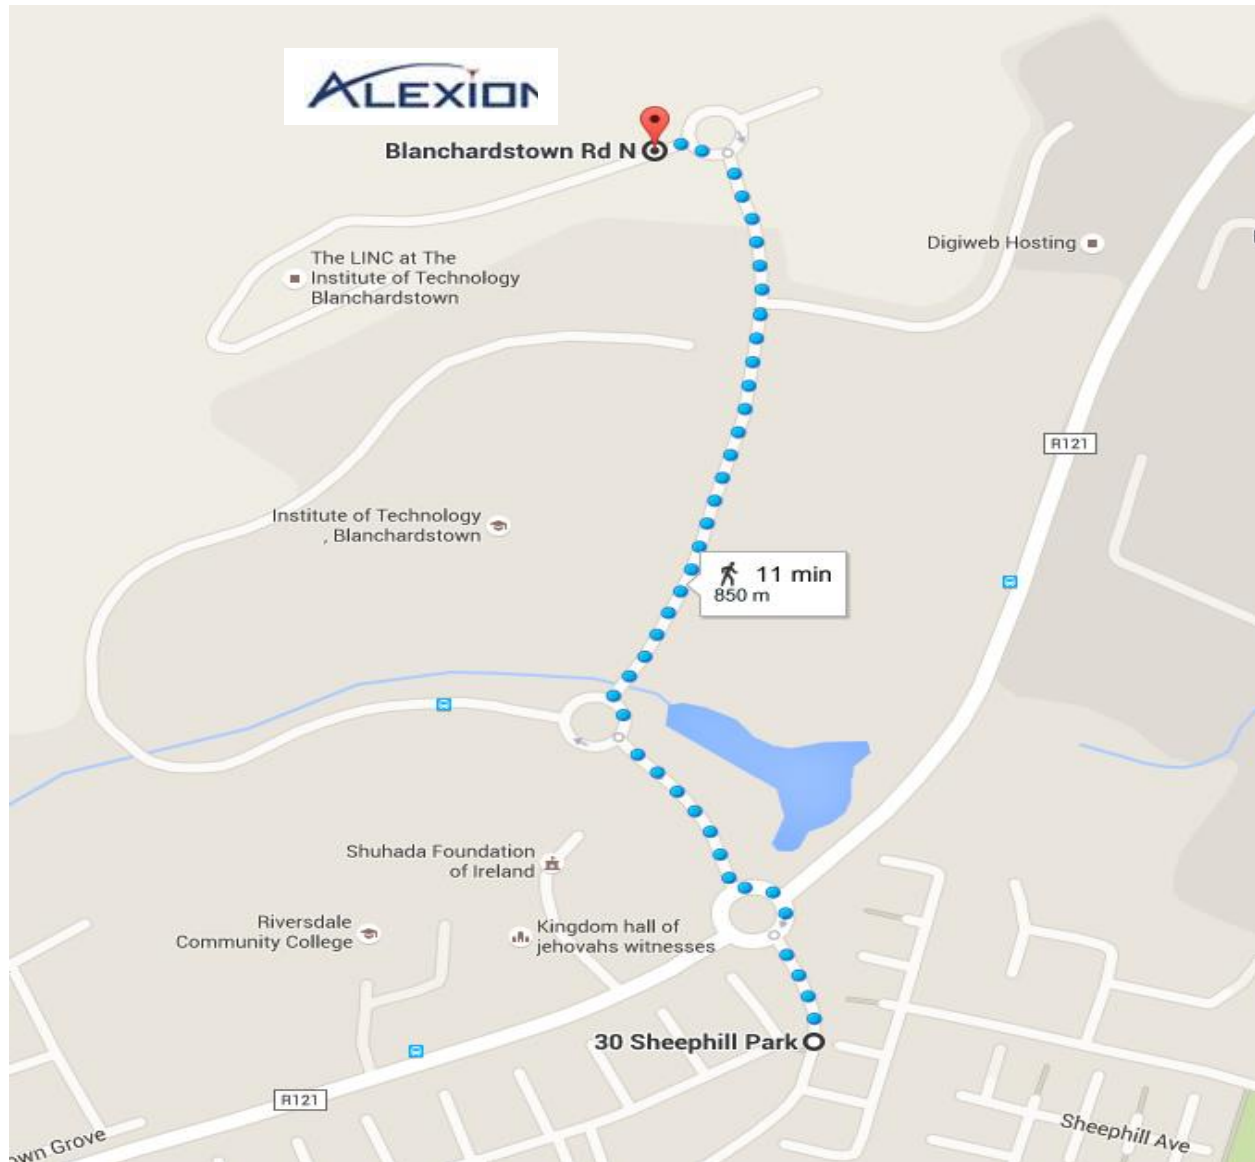 ALEXION
Blanchardstown Rd N
The LINC at The
Institute of Technology
Blanchardstown
Digiweb Hosting
R121
Institute of Technology
, Blanchardstown
11 min
850 m
Shuhada Foundation
of Ireland
Riversdale
Community College
Kingdom hall of
jehovahs witnesses
30 Sheephill Park
R121
Sheephill Ave
own Grove